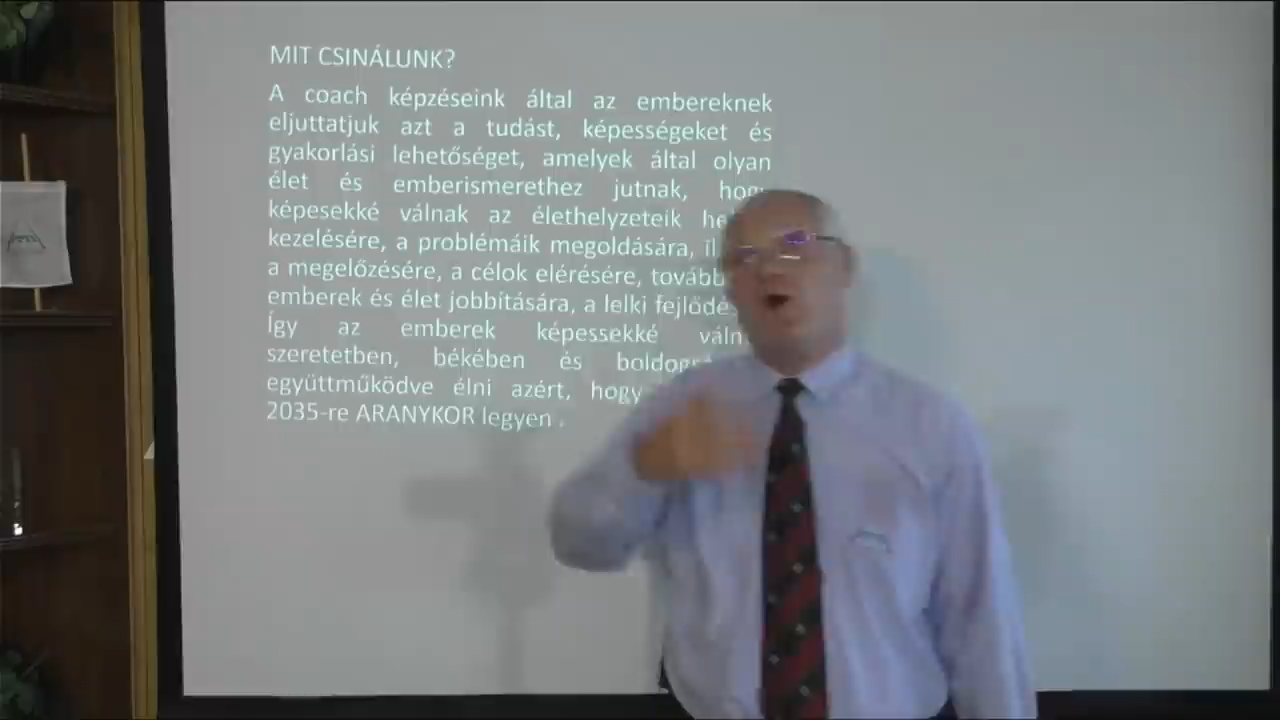 MIT CSINÁLUNK?
A coach képzéseink által az embereknek
eljuttatjuk azt a tudást, képességeket és
gyakorlási lehetőséget, amelyek által olyan
élet és emberismerethez jutnak,
képesekké válnak az élethelyzeteik
kezelésére, a problémáik megoldására,
a megelőzésére, a célok elérésére,
emberek és élet jobbítására, a lelki
Így az emberek képessekké
szeretetben, békében és
együttműködve élni azért, hogy
2035-re ARANYKOR legyen .